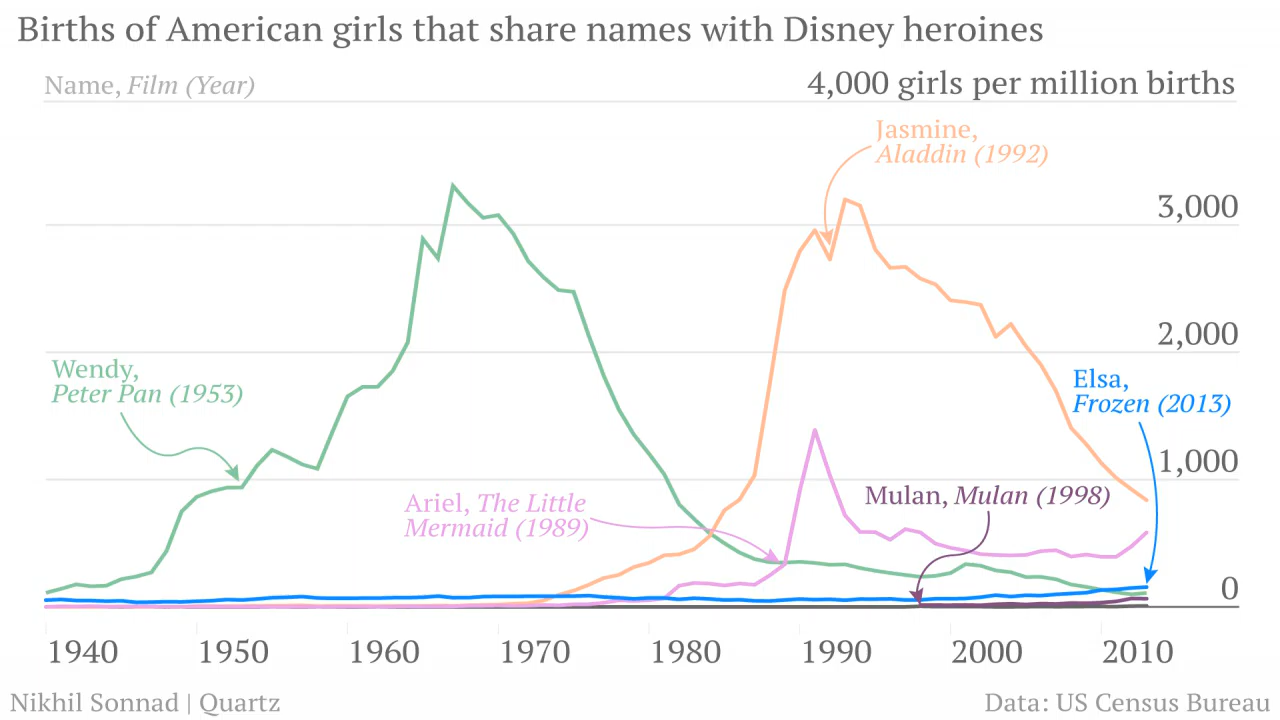 Births of American girls that share names with Disney heroines
Name, Film (Year)
4,000 girls per million births
Jasmine,
Aladdin (1992)
3,000
2,000
Wendy,
Peter Pan (1953)
Elsa,
Frozen (2013)
1,000
Ariel, The Little
Mermaid (1989)
Mulan, Mulan (1998)
0
1940 1950 1960 1970 1980 1990 2000 2010
Nikhil Sonnad | Quartz
Data: US Census Bureau